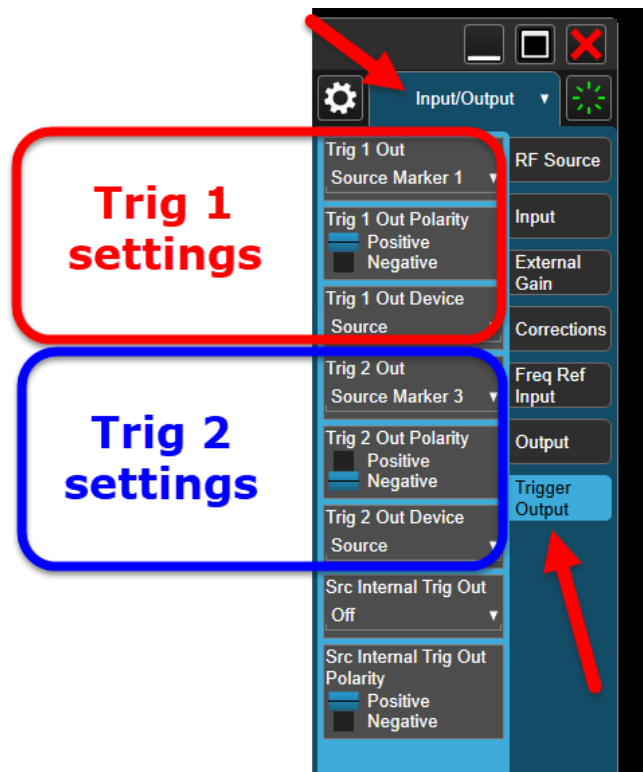 Input/Output
Trig 1
settings
Trig 1 Out
Source Marker 1
Trig 1 Out Polarity
Positive
Negative
Trig 1 Out Device
Source
Trig 2
settings
Trig 2 Out
Source Marker 3
Trig 2 Out Polarity
Positive
Negative
Trig 2 Out Device
Source
Src Internal Trig Out
Off
Src Internal Trig Out
Polarity
Positive
Negative
RF Source
Input
External
Gain
Corrections
Freq Ref
Input
Output
Trigger
Output